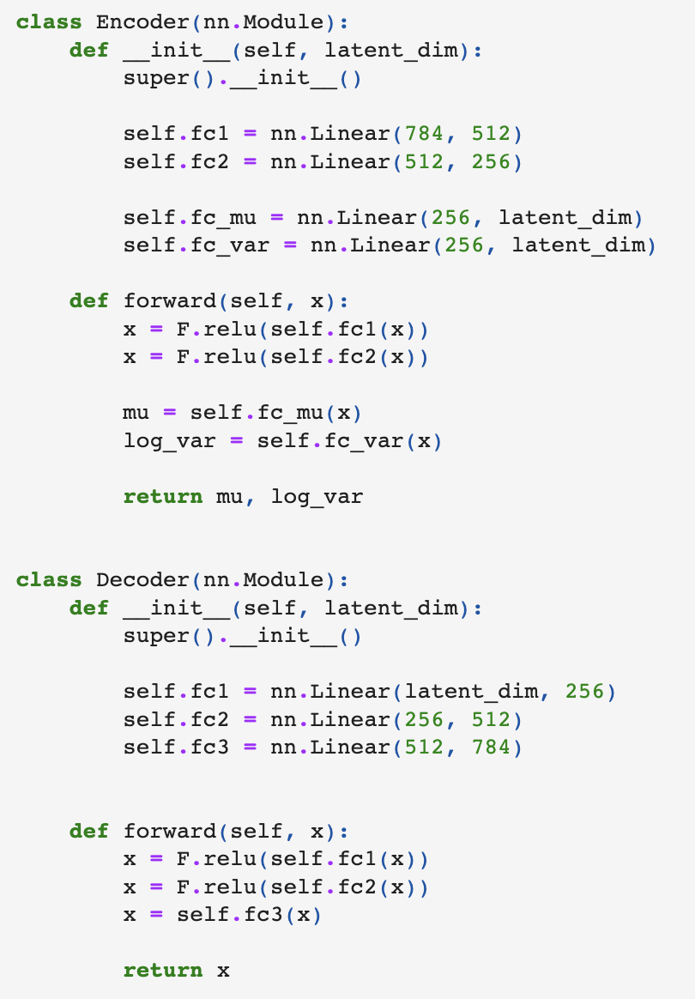 class Encoder(nn.Module):
    def __init__(self, latent_dim):
        super().__init__()

        self.fc1 = nn.Linear(784, 512)
        self.fc2 = nn.Linear(512, 256)

        self.fc_mu = nn.Linear(256, latent_dim)
        self.fc_var = nn.Linear(256, latent_dim)

    def forward(self, x):
        x = F.relu(self.fc1(x))
        x = F.relu(self.fc2(x))

        mu = self.fc_mu(x)
        log_var = self.fc_var(x)

        return mu, log_var


class Decoder(nn.Module):
    def __init__(self, latent_dim):
        super().__init__()

        self.fc1 = nn.Linear(latent_dim, 256)
        self.fc2 = nn.Linear(256, 512)
        self.fc3 = nn.Linear(512, 784)


    def forward(self, x):
        x = F.relu(self.fc1(x))
        x = F.relu(self.fc2(x))
        x = self.fc3(x)

        return x